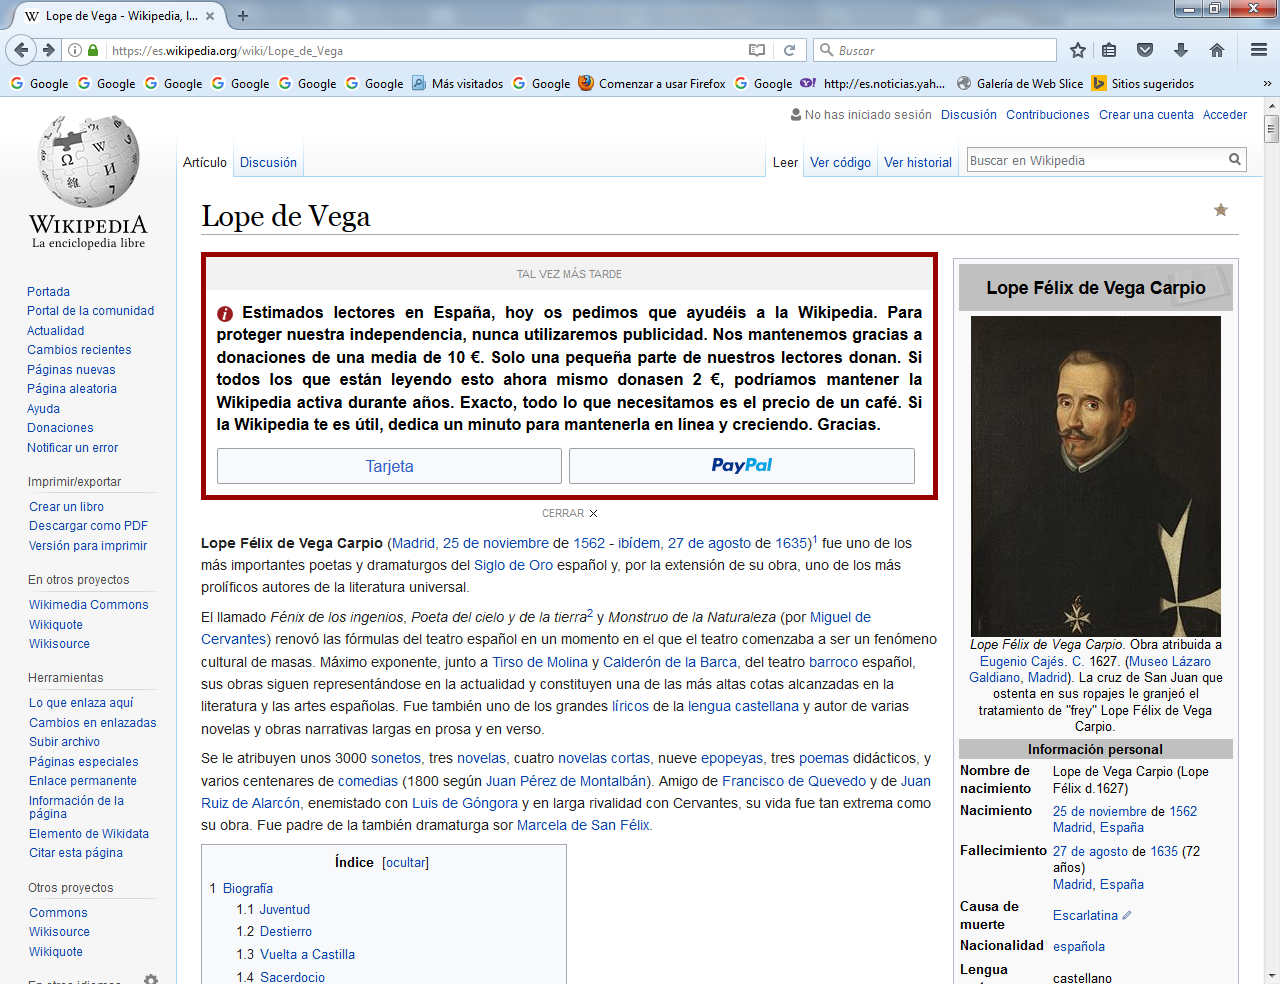 Lope de Vega - Wikipedia, l...
https://es.wikipedia.org/wiki/Lope_de_Vega
Buscar
Google
Google
Google
Google
Google
Google
Más visitados
Google
Comenzar a usar Firefox
Google
http://es.noticias.yah...
Galería de Web Slice
Sitios sugeridos
No ha iniciado sesión Discusión Contribuciones Crear una cuenta Acceder
Artículo Discusión
Leer Ver código Ver historial
Buscar en Wikipedia
WIKIPEDIA
La enciclopedia libre
Portada
Portal de la comunidad
Actualidad
Cambios recientes
Páginas nuevas
Página aleatoria
Ayuda
Donaciones
Notificar un error
Imprimir/exportar
Crear un libro
Descargar como PDF
Versión para imprimir
En otros proyectos
Wikimedia Commons
Wikiquote
Wikisource
Herramientas
Lo que enlaza aquí
Cambios en enlazadas
Subir archivo
Páginas especiales
Enlace permanente
Información de la
página
Elemento de Wikidata
Citar esta página
Otros proyectos
Commons
Wikisource
Wikiquote
Lope de Vega
TAL VEZ MÁS TARDE
Estimados lectores en España, hoy os pedimos que ayudéis a la Wikipedia. Para
proteger nuestra independencia, nunca utilizaremos publicidad. Nos mantenemos gracias a
donaciones de una media de 10 €. Solo una pequeña parte de nuestros lectores donan. Si
todos los que están leyendo esto ahora mismo donasen 2 €, podríamos mantener la
Wikipedia activa durante años. Exacto, todo lo que necesitamos es el precio de un café. Si
la Wikipedia te es útil, dedica un minuto para mantenerla en línea y creciendo. Gracias.
Tarjeta
PayPal
CERRAR
Lope Félix de Vega Carpio (Madrid, 25 de noviembre de 1562 - ibídem, 27 de agosto de 1635)1 fue uno de los
más importantes poetas y dramaturgos del Siglo de Oro español y, por la extensión de su obra, uno de los más
prolíficos autores de la literatura universal.
El llamado Fénix de los ingenios, Poeta del cielo y de la tierra2 y Monstruo de la Naturaleza (por Miguel de
Cervantes) renovó las fórmulas del teatro español en un momento en el que el teatro comenzaba a ser un fenómeno
cultural de masas. Máximo exponente, junto a Tirso de Molina y Calderón de la Barca, del teatro barroco español,
sus obras siguen representándose en la actualidad y constituyen una de las más altas cotas alcanzadas en la
literatura y las artes españolas. Fue también uno de los grandes líricos de la lengua castellana y autor de varias
novelas y obras narrativas largas en prosa y en verso.
Se le atribuyen unos 3000 sonetos, tres novelas, cuatro novelas cortas, nueve epopeyas, tres poemas didácticos, y
varios centenares de comedias (1800 según Juan Pérez de Montalbán). Amigo de Francisco de Quevedo y de Juan
Ruiz de Alarcón, enemistado con Luis de Góngora y en larga rivalidad con Cervantes, su vida fue tan extrema como
su obra. Fue padre de la también dramaturga sor Marcela de San Félix.
Índice [ocultar]
1 Biografía
1.1 Juventud
1.2 Destierro
1.3 Vuelta a Castilla
1.4 Sacerdocio
Lope Félix de Vega Carpio
Lope Félix de Vega Carpio. Obra atribuida a
Eugenio Cajés. C. 1627. (Museo Lázaro
Galdiano, Madrid). La cruz de San Juan que
ostenta en sus ropajes le granjeó el
tratamiento de "frey" Lope Félix de Vega
Carpio.
Información personal
Nombre de Lope de Vega Carpio (Lope
nacimiento Félix d.1627)
Nacimiento 25 de noviembre de 1562
Madrid, España
Fallecimiento 27 de agosto de 1635 (72
años)
Madrid, España
Causa de
muerte Escarlatina
Nacionalidad española
Lengua
castellano